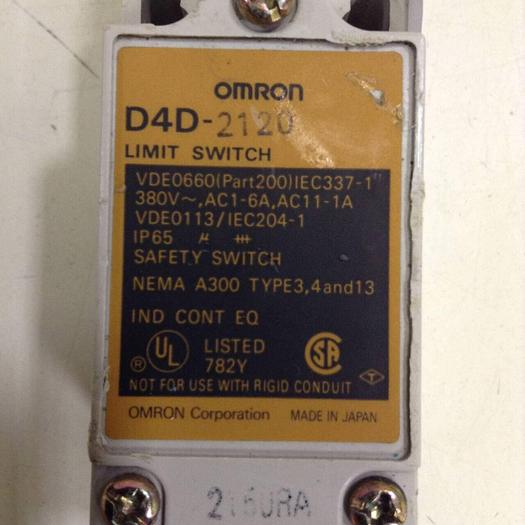 OMRON
D4D-2120
LIMIT SWITCH
VDE0660(Part200)IEC337-1
380V~,AC1-6A,AC11-1A
VDE0113/IEC204-1
IP65 μ
SAFETY SWITCH
NEMA A300 TYPE3,4and13
IND CONT EQ
UL LISTED SA
® 782Y
NOT FOR USE WITH RIGID CONDUIT T
OMRON Corporation MADE IN JAPAN